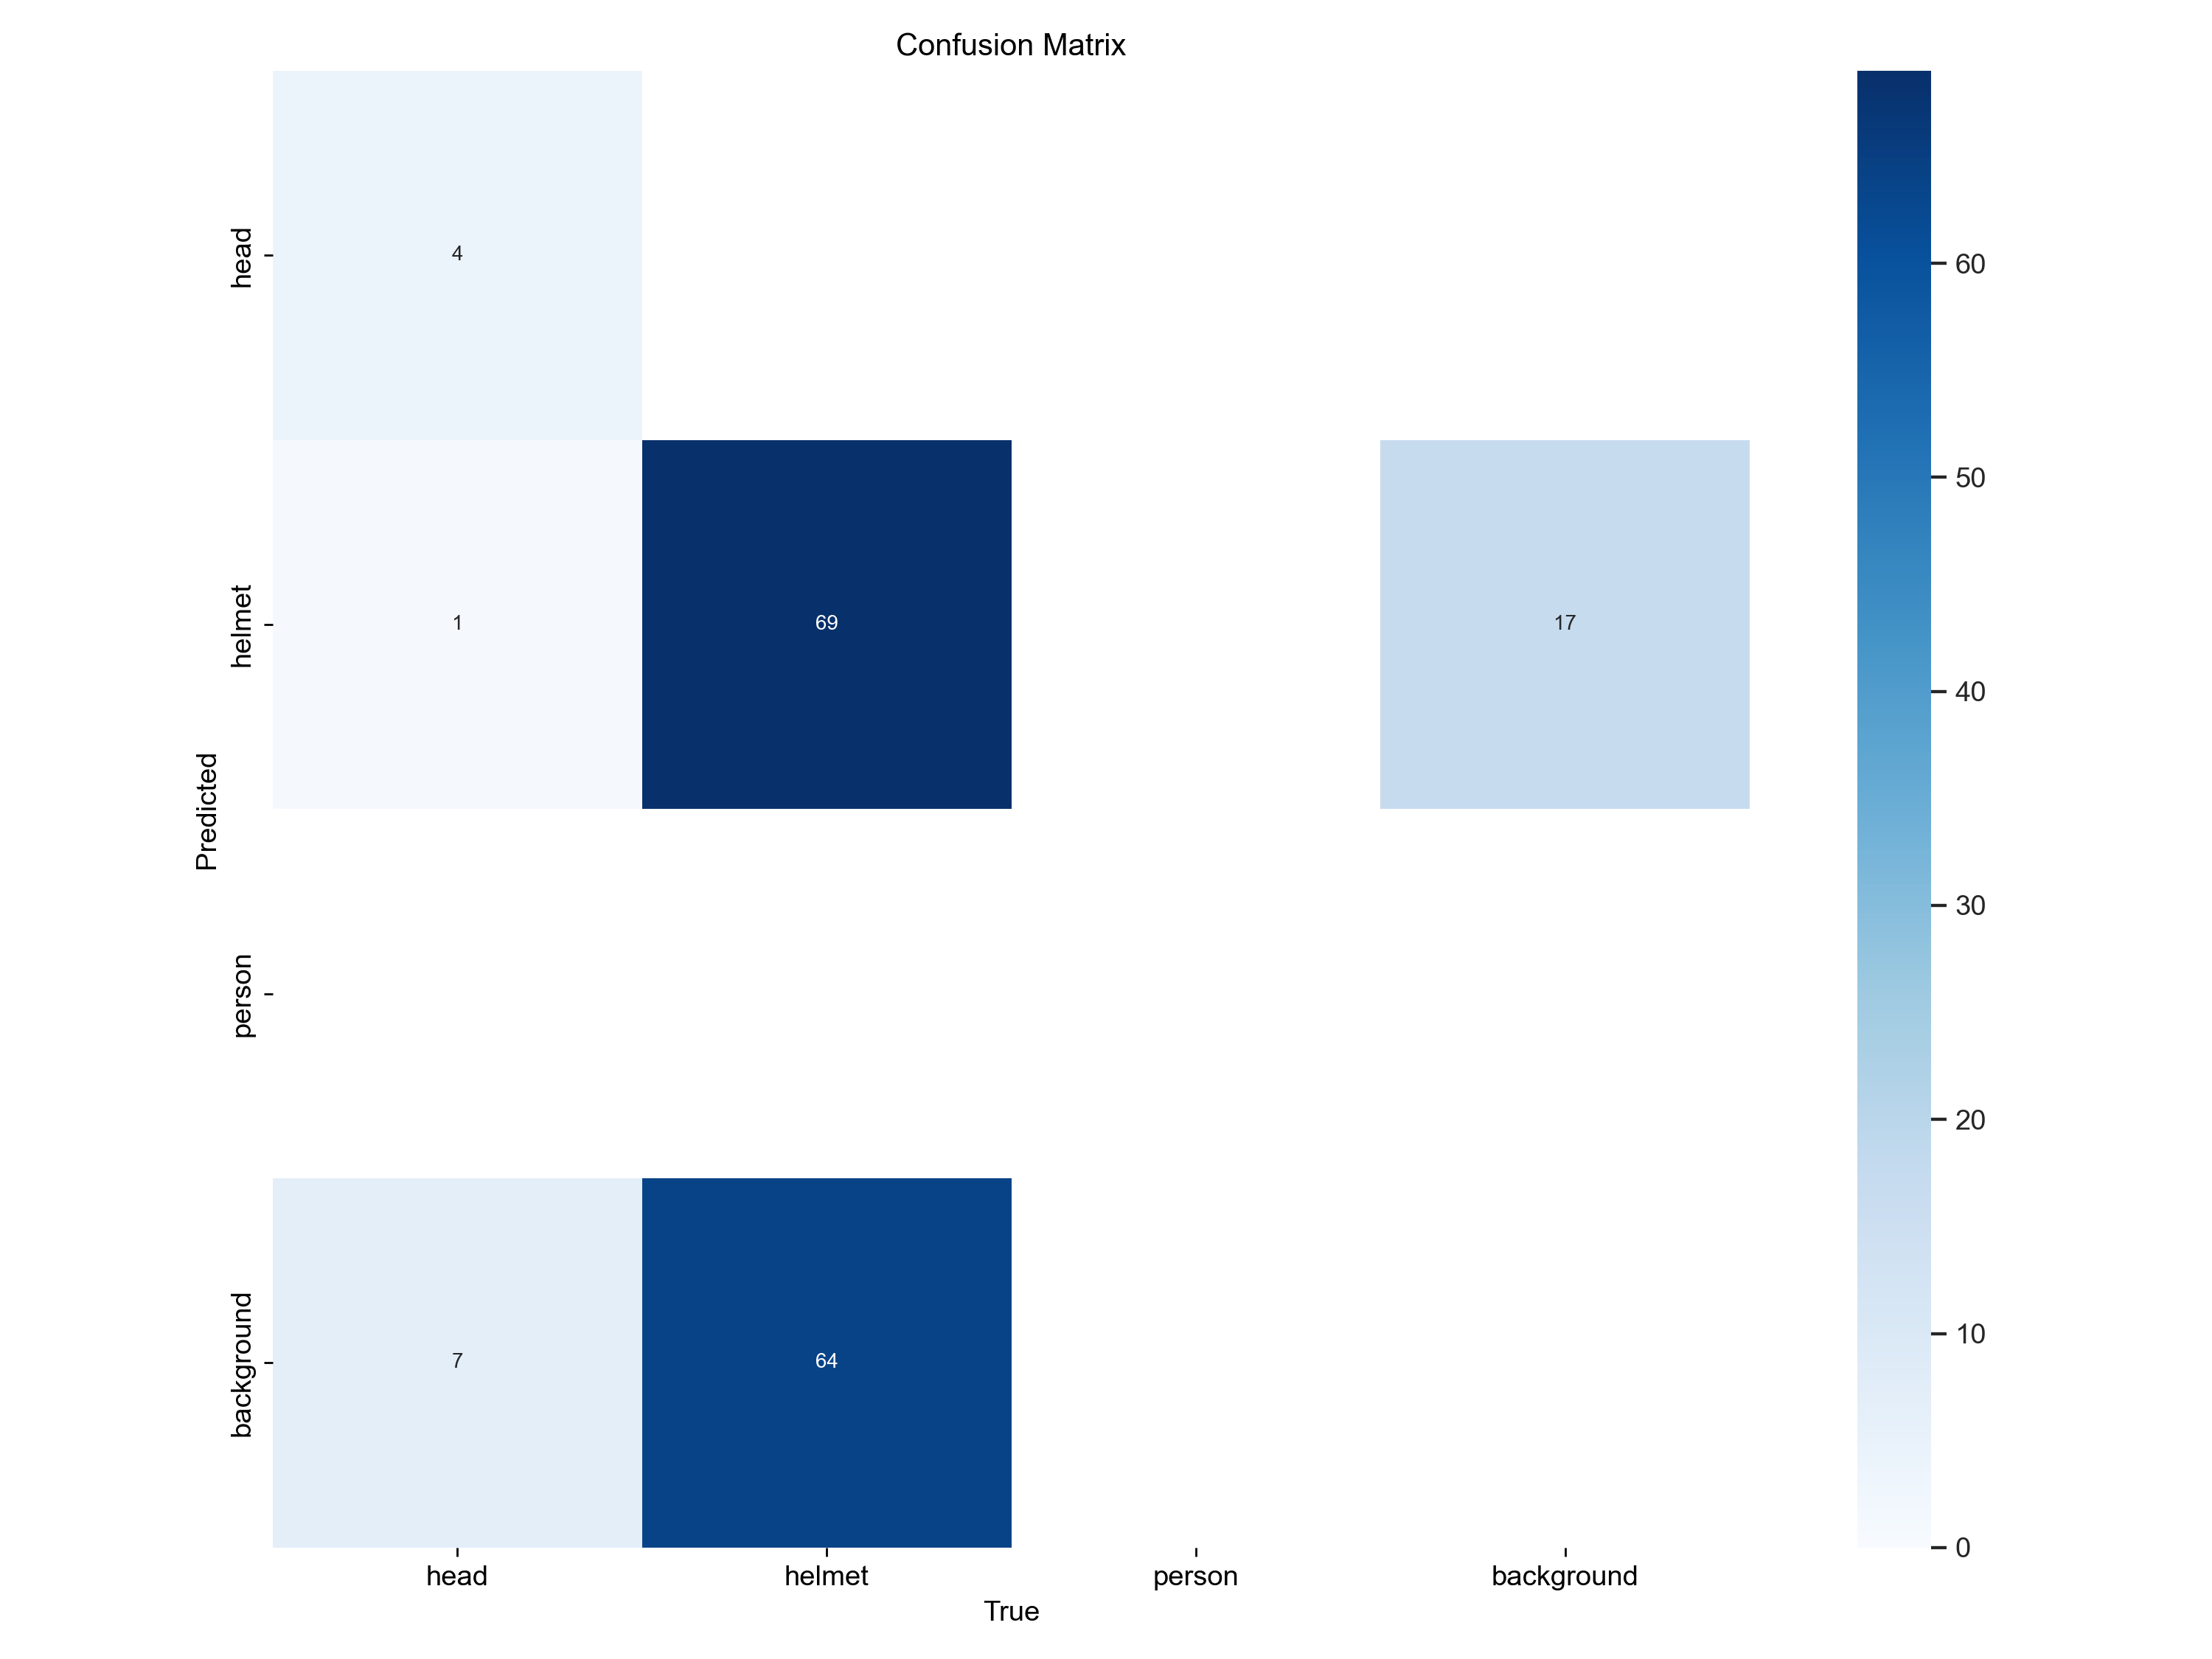 Confusion Matrix
head
4
60
50
helmet
1
69
17
40
Predicted
30
person
20
background
7
64
10
0
head
helmet
person
background
True